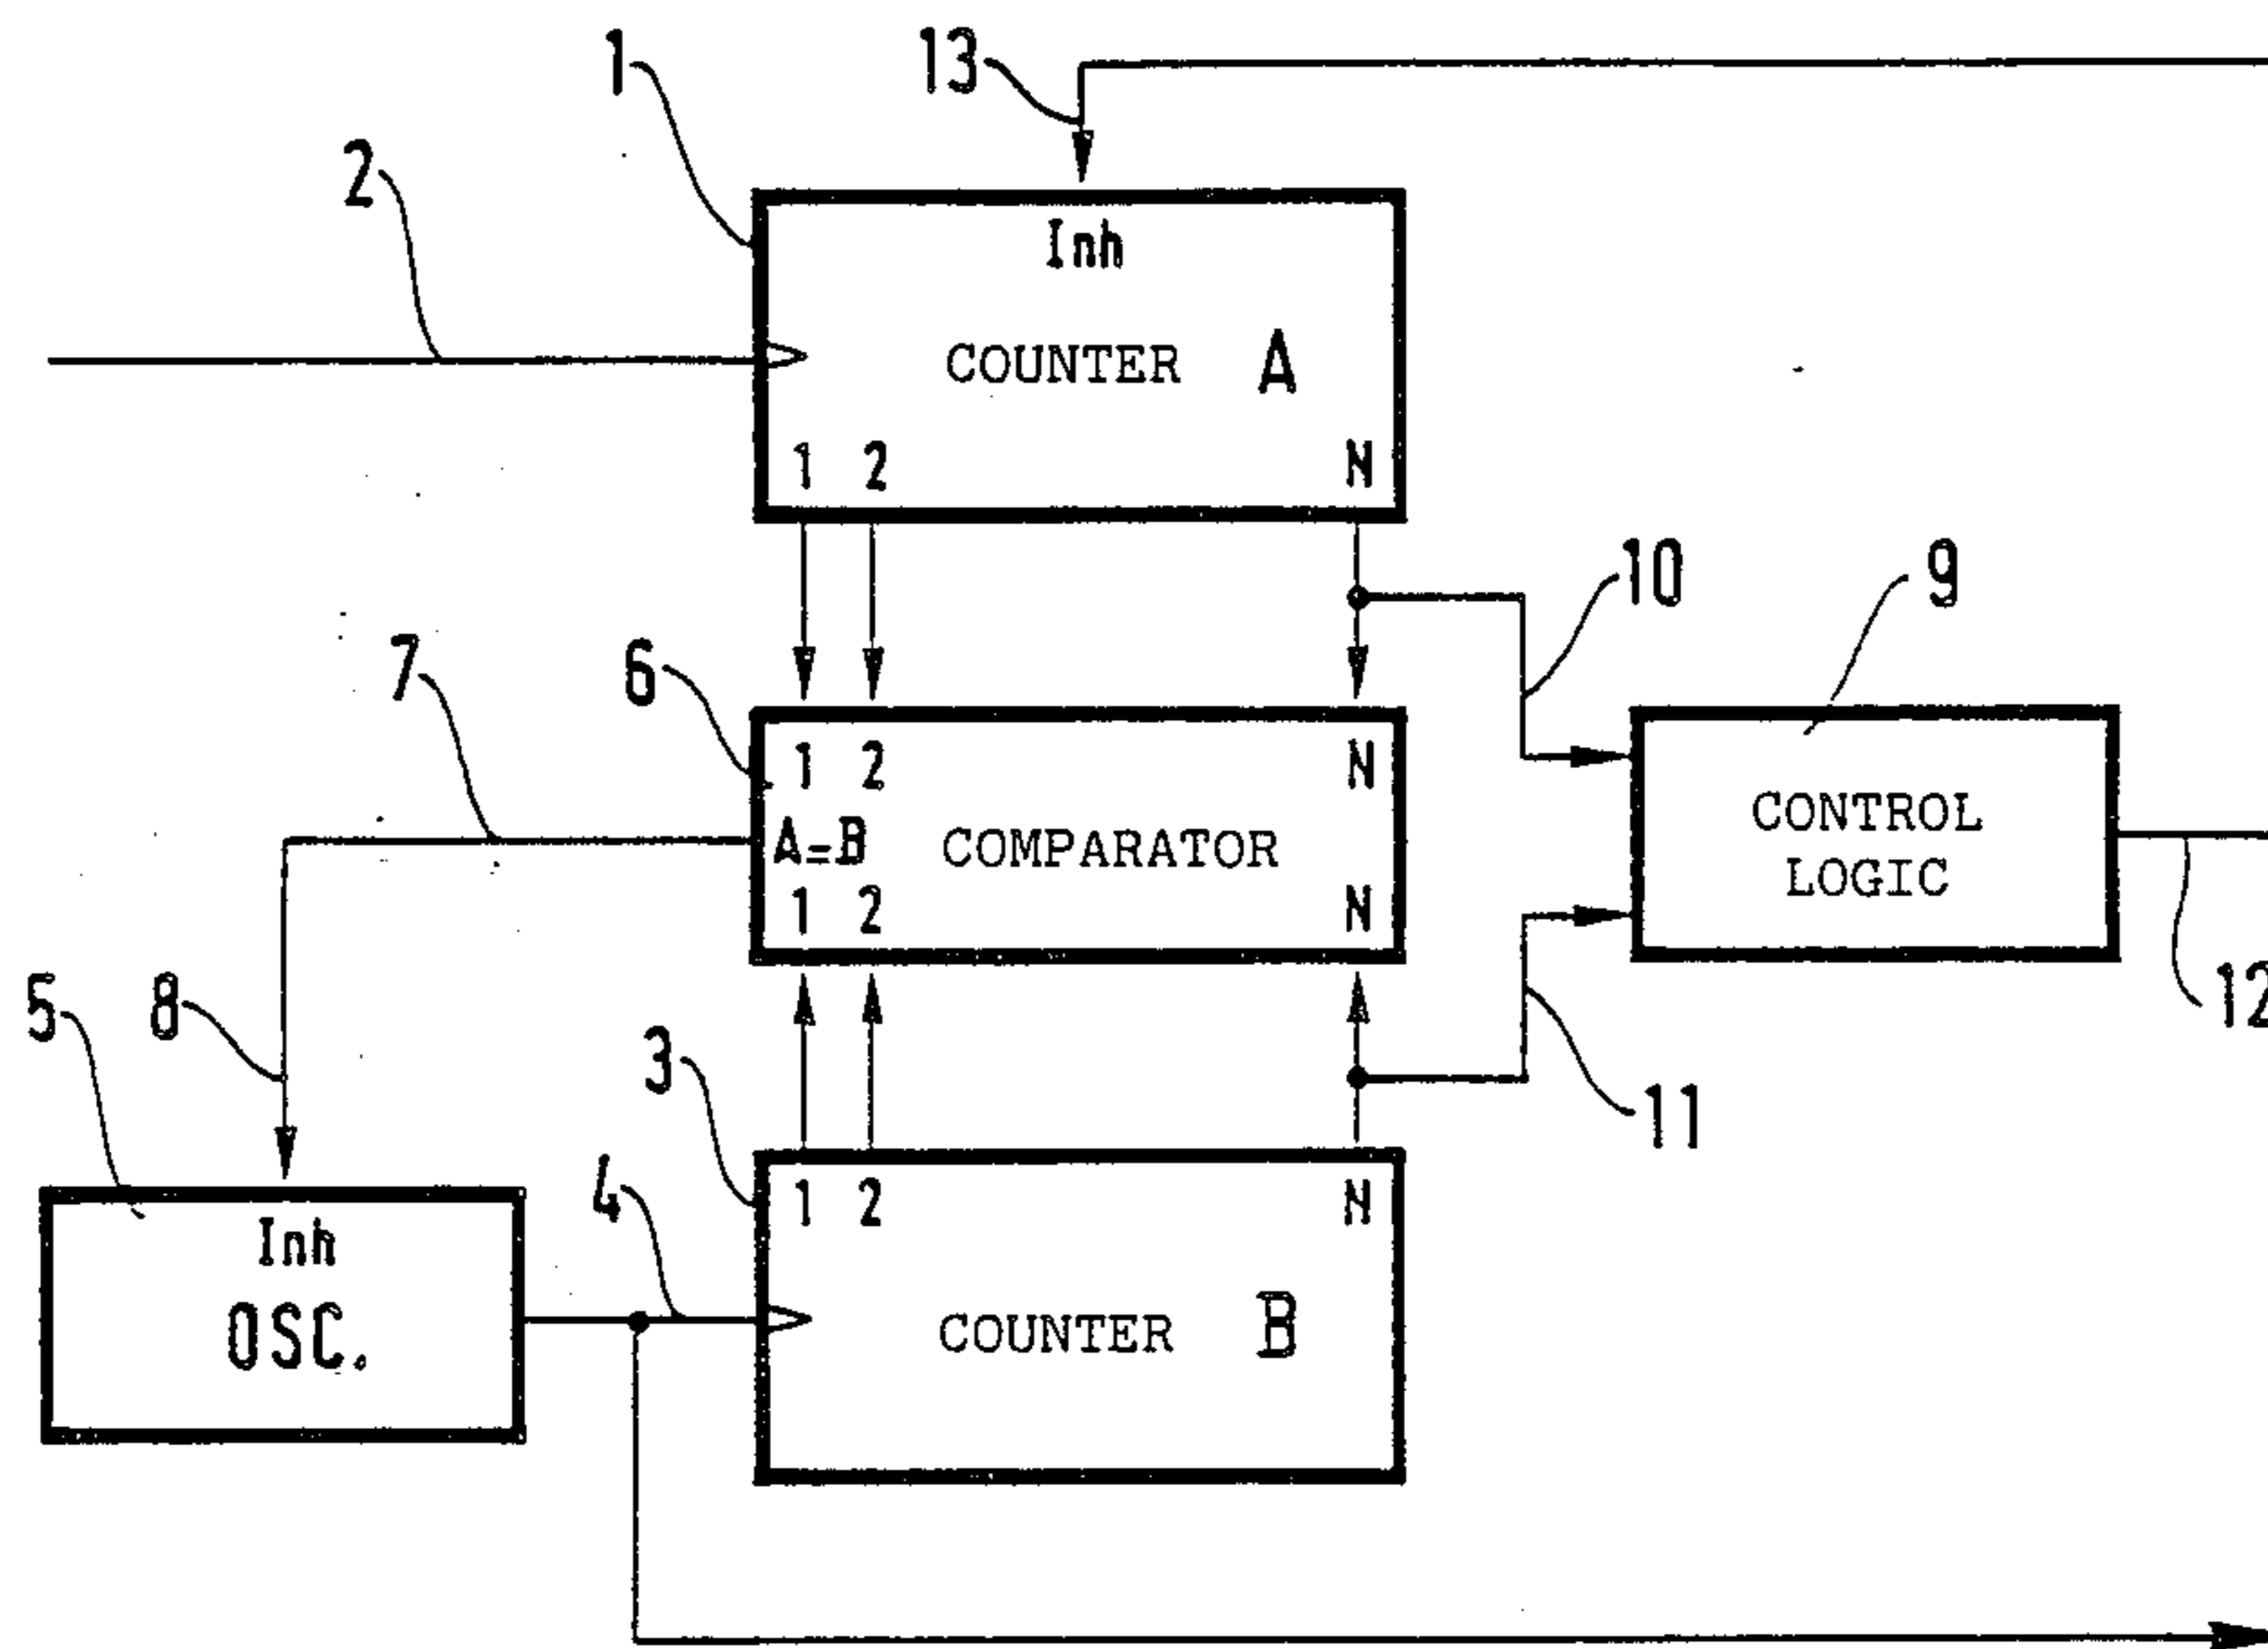 1
13
2
Inh
COUNTER A
1 2 N
10
9
7
6
1 2 N
A=B COMPARATOR
1 2 N
CONTROL
LOGIC
5
8
3
12
11
4
1 2 N
Inh
OSC.
COUNTER B